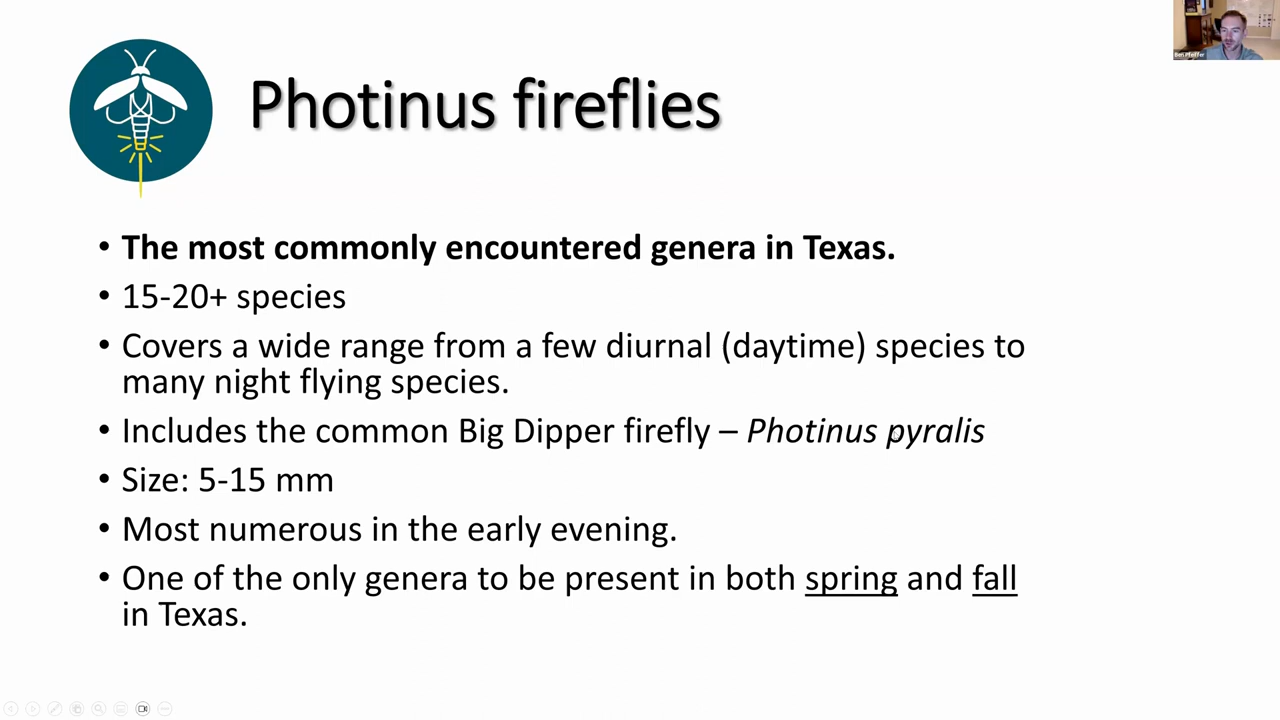 Photinus fireflies
• The most commonly encountered genera in Texas.
• 15-20+ species
• Covers a wide range from a few diurnal (daytime) species to
many night flying species.
• Includes the common Big Dipper firefly – Photinus pyralis
• Size: 5-15 mm
• Most numerous in the early evening.
• One of the only genera to be present in both spring and fall
in Texas.
Ben Pfeiffer